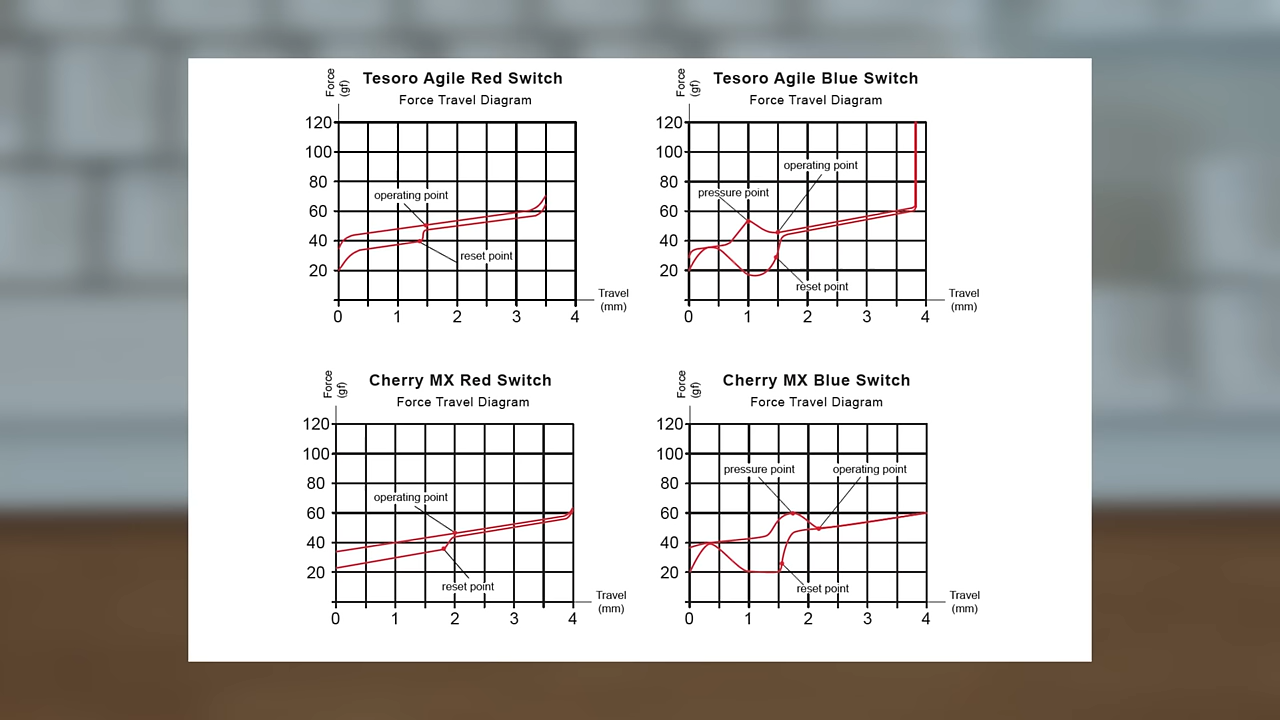 Force
(gf)
Tesoro Agile Red Switch
Force Travel Diagram
120
100
80
60
40
20
operating point
reset point
0 1 2 3 4
Travel
(mm)
Force
(gf)
Tesoro Agile Blue Switch
Force Travel Diagram
120
100
80
60
40
20
operating point
pressure point
reset point
0 1 2 3 4
Travel
(mm)
Force
(gf)
Cherry MX Red Switch
Force Travel Diagram
120
100
80
60
40
20
operating point
reset point
0 1 2 3 4
Travel
(mm)
Force
(gf)
Cherry MX Blue Switch
Force Travel Diagram
120
100
80
60
40
20
pressure point
operating point
reset point
0 1 2 3 4
Travel
(mm)